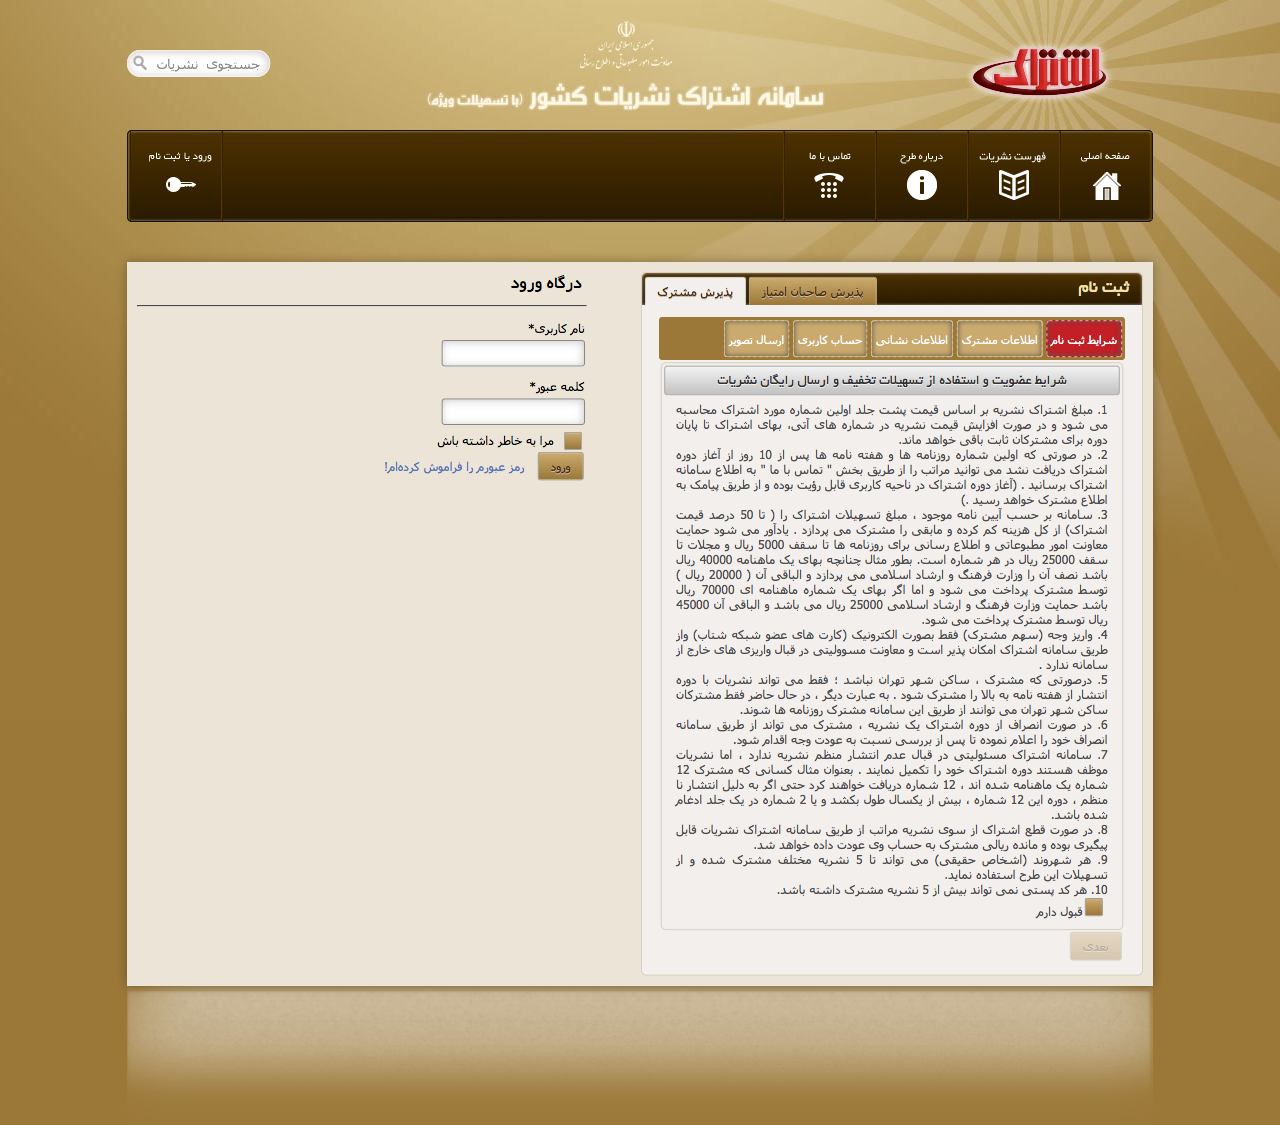 جمهوری اسلامی ایران
معاونت امور مطبوعاتی و اطلاع رسانی
سامانه اشتراک نشریات کشور (با تسهیلات ویژه)
اشتراک
جستجوی نشریات
صفحه اصلی
فهرست نشریات
درباره طرح
تماس با ما
ورود یا ثبت نام
ثبت نام
پذیرش صاحبان امتیاز
پذیرش مشترک
شرایط ثبت نام
اطلاعات مشترک
اطلاعات نشانی
حساب کاربری
ارسال تصویر
شرایط عضویت و استفاده از تسهیلات تخفیف و ارسال رایگان نشریات
1. مبلغ اشتراک نشریه بر اساس قیمت پشت جلد اولین شماره مورد اشتراک محاسبه
می شود و در صورت افزایش قیمت نشریه در شماره های آتی، بهای اشتراک تا پایان
دوره برای مشترکان ثابت باقی خواهد ماند.
2. در صورتی که اولین شماره روزنامه ها و هفته نامه ها پس از 10 روز از آغاز دوره
اشتراک دریافت نشد می توانید مراتب را از طریق بخش " تماس با ما " به اطلاع سامانه
اشتراک برسانید . (آغاز دوره اشتراک در ناحیه کاربری قابل رؤیت بوده و از طریق پیامک به
اطلاع مشترک خواهد رسید .)
3. سامانه بر حسب آیین نامه موجود ، مبلغ تسهیلات اشتراک را ( تا 50 درصد قیمت
اشتراک) از کل هزینه کم کرده و مابقی را مشترک می پردازد . یادآور می شود حمایت
معاونت امور مطبوعاتی و اطلاع رسانی برای روزنامه ها تا سقف 5000 ریال و مجلات تا
سقف 25000 ریال در هر شماره است. بطور مثال چنانچه بهای یک ماهنامه 40000 ریال
باشد نصف آن را وزارت فرهنگ و ارشاد اسلامی می پردازد و الباقی آن ( 20000 ریال )
توسط مشترک پرداخت می شود و اما اگر بهای یک شماره ماهنامه ای 70000 ریال
باشد حمایت وزارت فرهنگ و ارشاد اسلامی 25000 ریال می باشد و الباقی آن 45000
ریال توسط مشترک پرداخت می شود.
4. واریز وجه (سهم مشترک) فقط بصورت الکترونیک (کارت های عضو شبکه شتاب) واز
طریق سامانه اشتراک امکان پذیر است و معاونت مسوولیتی در قبال واریزی های خارج از
سامانه ندارد .
5. درصورتی که مشترک ، ساکن شهر تهران نباشد ؛ فقط می تواند نشریات با دوره
انتشار از هفته نامه به بالا را مشترک شود . به عبارت دیگر ، در حال حاضر فقط مشترکان
ساکن شهر تهران می توانند از طریق این سامانه مشترک روزنامه ها شوند.
6. در صورت انصراف از دوره اشتراک یک نشریه ، مشترک می تواند از طریق سامانه
انصراف خود را اعلام نموده تا پس از بررسی نسبت به عودت وجه اقدام شود.
7. سامانه اشتراک مسئولیتی در قبال عدم انتشار منظم نشریه ندارد ، اما نشریات
موظف هستند دوره اشتراک خود را تکمیل نمایند . بعنوان مثال کسانی که مشترک 12
شماره یک ماهنامه شده اند ، 12 شماره دریافت خواهند کرد حتی اگر به دلیل انتشار نا
منظم ، دوره این 12 شماره ، بیش از یکسال طول بکشد و یا 2 شماره در یک جلد ادغام
شده باشد.
8. در صورت قطع اشتراک از سوی نشریه مراتب از طریق سامانه اشتراک نشریات قابل
پیگیری بوده و مانده ریالی مشترک به حساب وی عودت داده خواهد شد.
9. هر شهروند (اشخاص حقیقی) می تواند تا 5 نشریه مختلف مشترک شده و از
تسهیلات این طرح استفاده نماید.
10. هر کد پستی نمی تواند بیش از 5 نشریه مشترک داشته باشد.
قبول دارم
بعدی
درگاه ورود
نام کاربری*
کلمه عبور*
مرا به خاطر داشته باش
ورود
رمز عبورم را فراموش کرده‌ام!